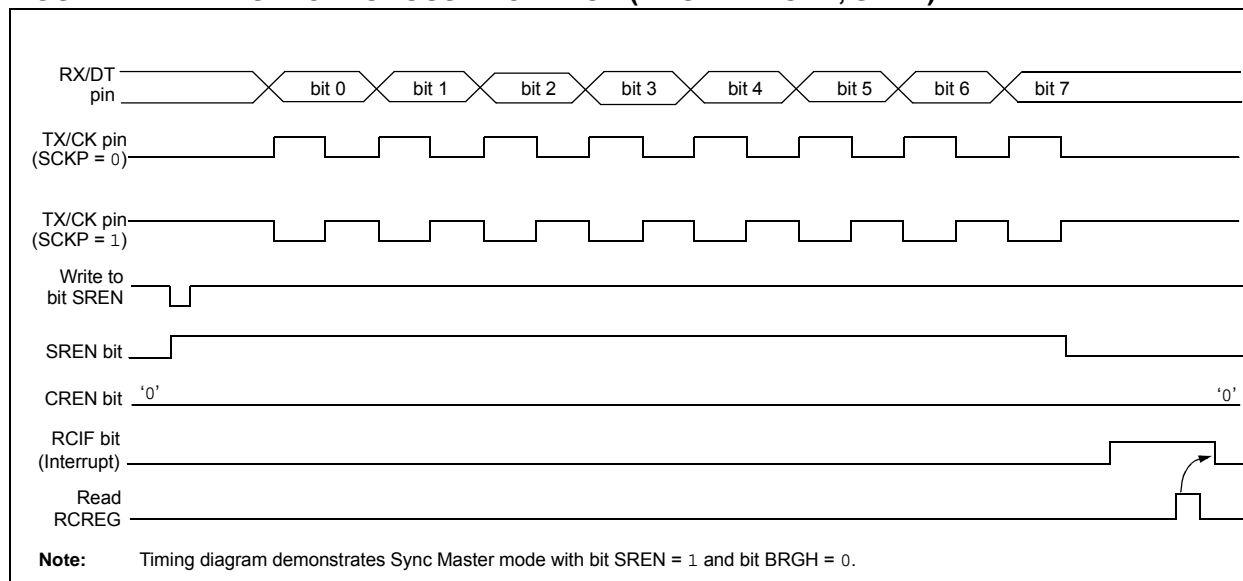 RX/DT
pin
bit 0 bit 1 bit 2 bit 3 bit 4 bit 5 bit 6 bit 7
TX/CK pin
(SCKP = 0)
TX/CK pin
(SCKP = 1)
Write to
bit SREN
SREN bit
CREN bit ‘0’ ‘0’
RCIF bit
(Interrupt)
Read
RCREG
Note: Timing diagram demonstrates Sync Master mode with bit SREN = 1 and bit BRGH = 0.